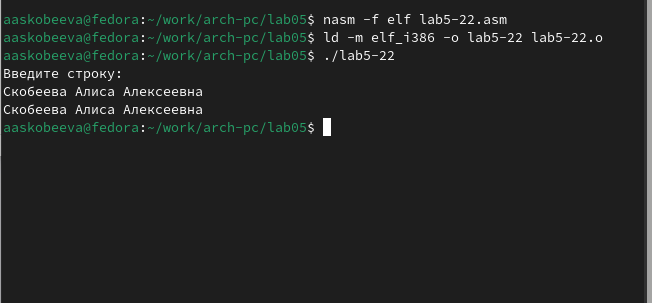 aaskobeeva@fedora:~/work/arch-pc/lab05$ nasm -f elf lab5-22.asm
aaskobeeva@fedora:~/work/arch-pc/lab05$ ld -m elf_i386 -o lab5-22 lab5-22.o
aaskobeeva@fedora:~/work/arch-pc/lab05$ ./lab5-22
Введите строку:
Скобеева Алиса Алексеевна
Скобеева Алиса Алексеевна
aaskobeeva@fedora:~/work/arch-pc/lab05$